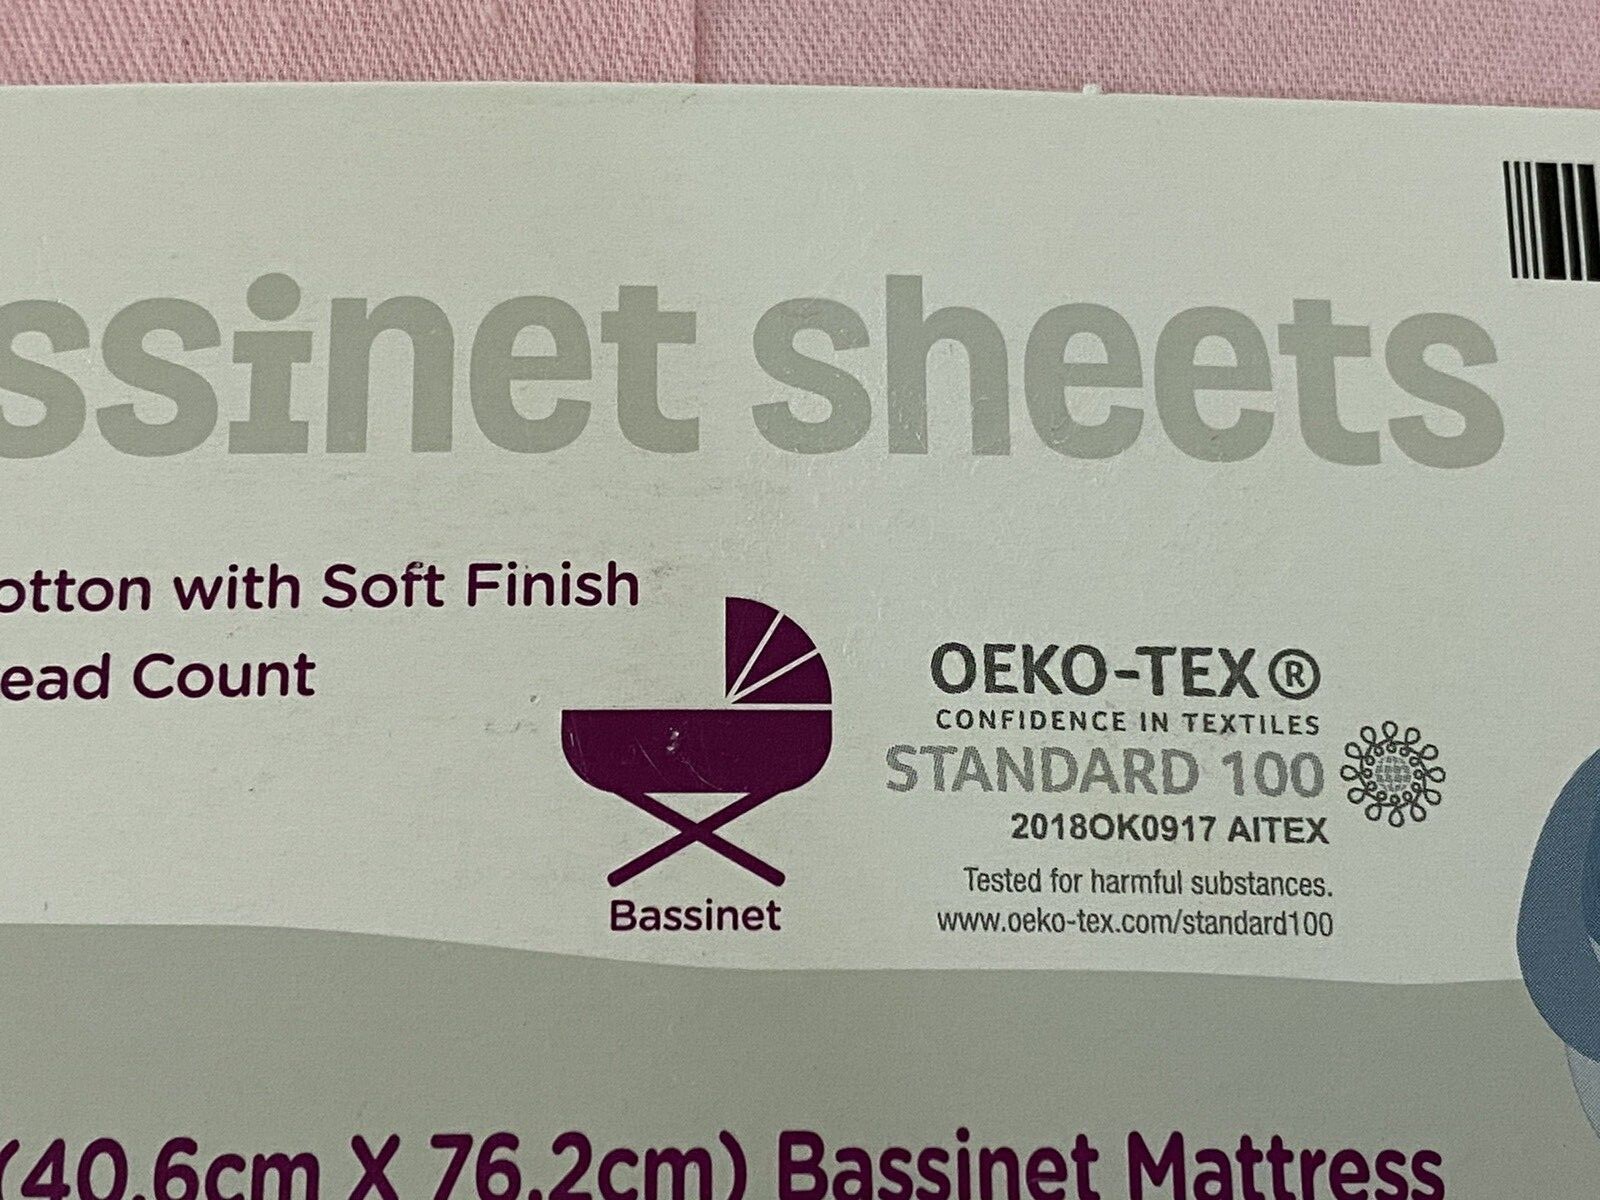 ssinet sheets
otton with Soft Finish
ead Count
Bassinet
OEKO-TEX®
CONFIDENCE IN TEXTILES
STANDARD 100
2018OK0917 AITEX
Tested for harmful substances.
www.oeko-tex.com/standard100
(40.6cm X 76.2cm) Bassinet Mattress